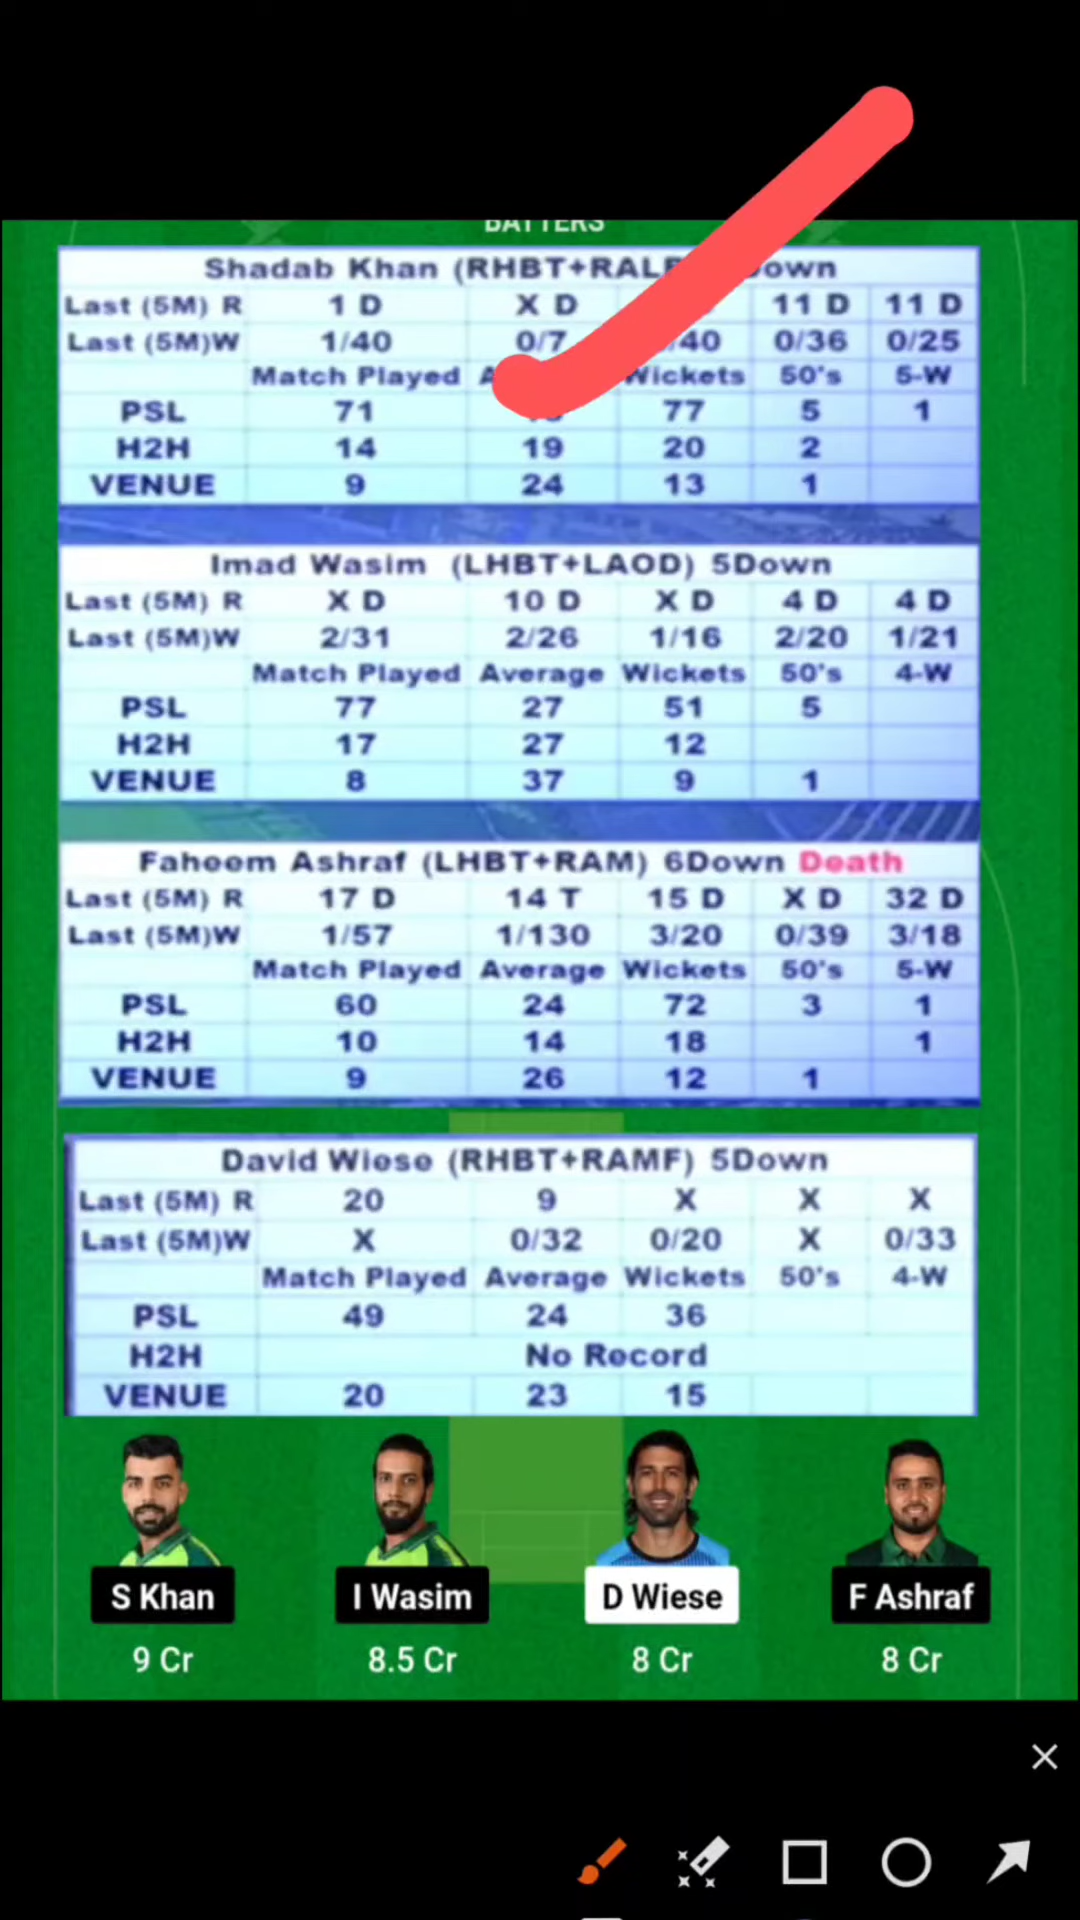 BATTERS
Shadab Khan (RHBT+RALB Down
Last (5M) R 1 D X D D 11 D 11 D
Last (5M)W 1/40 0/7 /40 0/36 0/25
Match Played Wickets 50's 5-W
PSL 71 77 5 1
H2H 14 19 20 2
VENUE 9 24 13 1
Imad Wasim (LHBT+LAOD) 5Down
Last (5M) R X D 10 D X D 4 D 4 D
Last (5M)W 2/31 2/26 1/16 2/20 1/21
Match Played Average Wickets 50's 4-W
PSL 77 27 51 5
H2H 17 27 12
VENUE 8 37 9 1
Faheem Ashraf (LHBT+RAM) 6Down Death
Last (5M) R 17 D 14 T 15 D X D 32 D
Last (5M)W 1/57 1/130 3/20 0/39 3/18
Match Played Average Wickets 50's 5-W
PSL 60 24 72 3 1
H2H 10 14 18 1
VENUE 9 26 12 1
David Wiese (RHBT+RAMF) 5Down
Last (5M) R 20 9 X X X
Last (5M)W X 0/32 0/20 X 0/33
Match Played Average Wickets 50's 4-W
PSL 49 24 36
H2H No Record
VENUE 20 23 15
S Khan I Wasim D Wiese F Ashraf
9 Cr 8.5 Cr 8 Cr 8 Cr